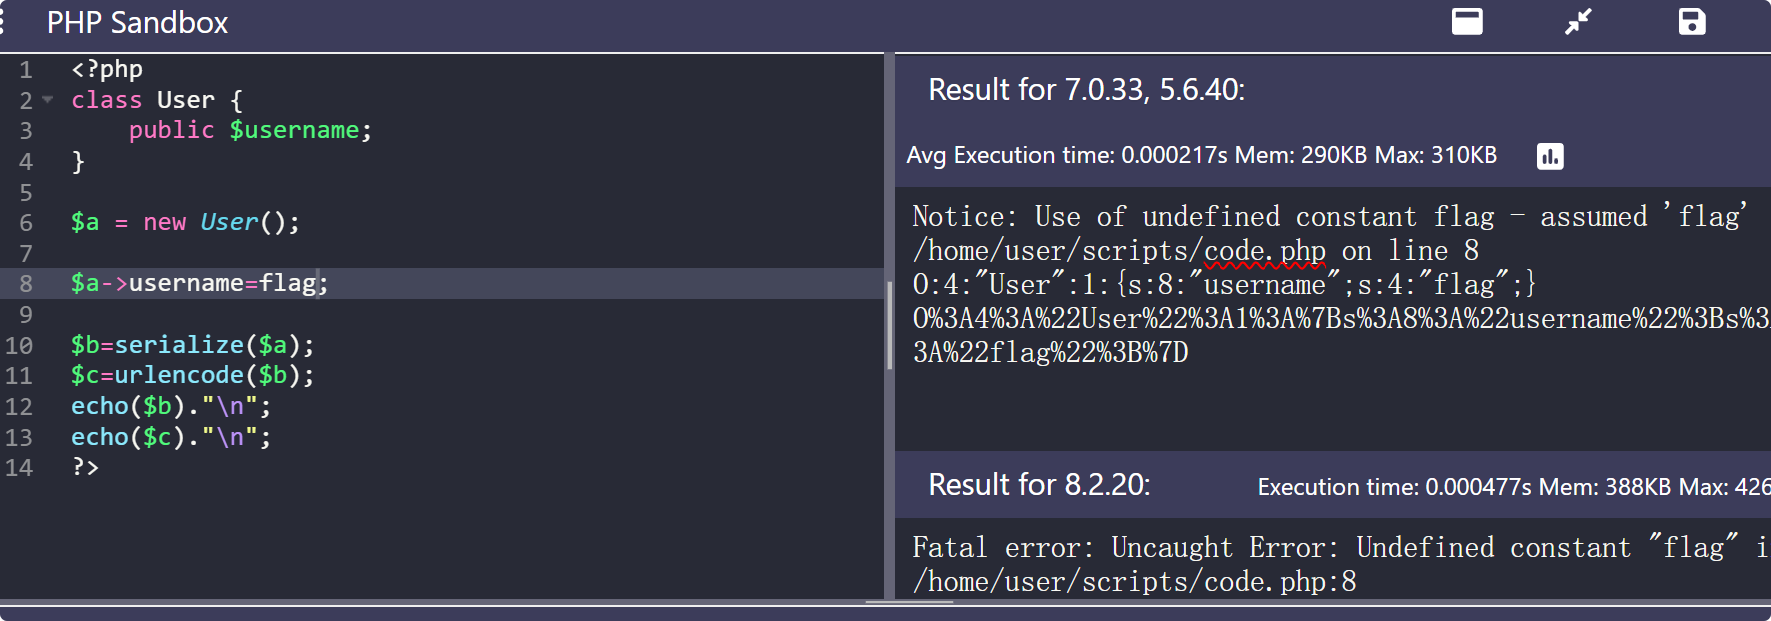 PHP Sandbox
1 <?php
2 class User {
3 public $username;
4 }
5
6 $a = new User();
7
8 $a->username=flag;
9
10 $b=serialize($a);
11 $c=urlencode($b);
12 echo($b)."\n";
13 echo($c)."\n";
14 ?>
Result for 7.0.33, 5.6.40:
Avg Execution time: 0.000217s Mem: 290KB Max: 310KB
Notice: Use of undefined constant flag - assumed 'flag'
/home/user/scripts/code.php on line 8
O:4:"User":1:{s:8:"username";s:4:"flag";}
O%3A4%3A%22User%22%3A1%3A%7Bs%3A8%3A%22username%22%3Bs%3
3A%22flag%22%3B%7D
Result for 8.2.20:
Execution time: 0.000477s Mem: 388KB Max: 426
Fatal error: Uncaught Error: Undefined constant "flag" i
/home/user/scripts/code.php:8